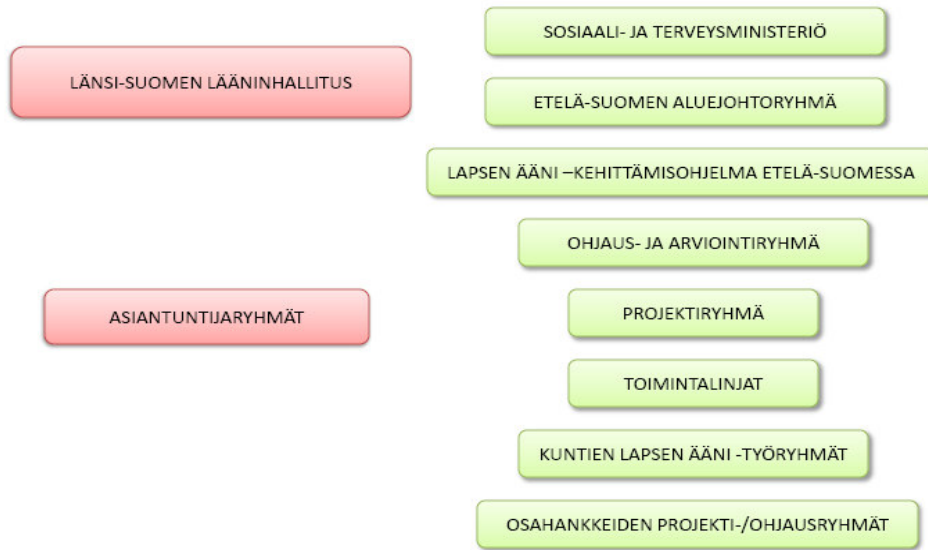 SOSIAALI- JA TERVEYSMINISTERIÖ
LÄNSI-SUOMEN LÄÄNINHALLITUS
ETELÄ-SUOMEN ALUEJOHTORYHMÄ
LAPSEN ÄÄNI –KEHITTÄMISOHJELMA ETELÄ-SUOMESSA
OHJAUS- JA ARVIOINTIRYHMÄ
ASIANTUNTIJARYHMÄT
PROJEKTIRYHMÄ
TOIMINTALINJAT
KUNTIEN LAPSEN ÄÄNI -TYÖRYHMÄT
OSAHANKKEIDEN PROJEKTI-/OHJAUSRYHMÄT